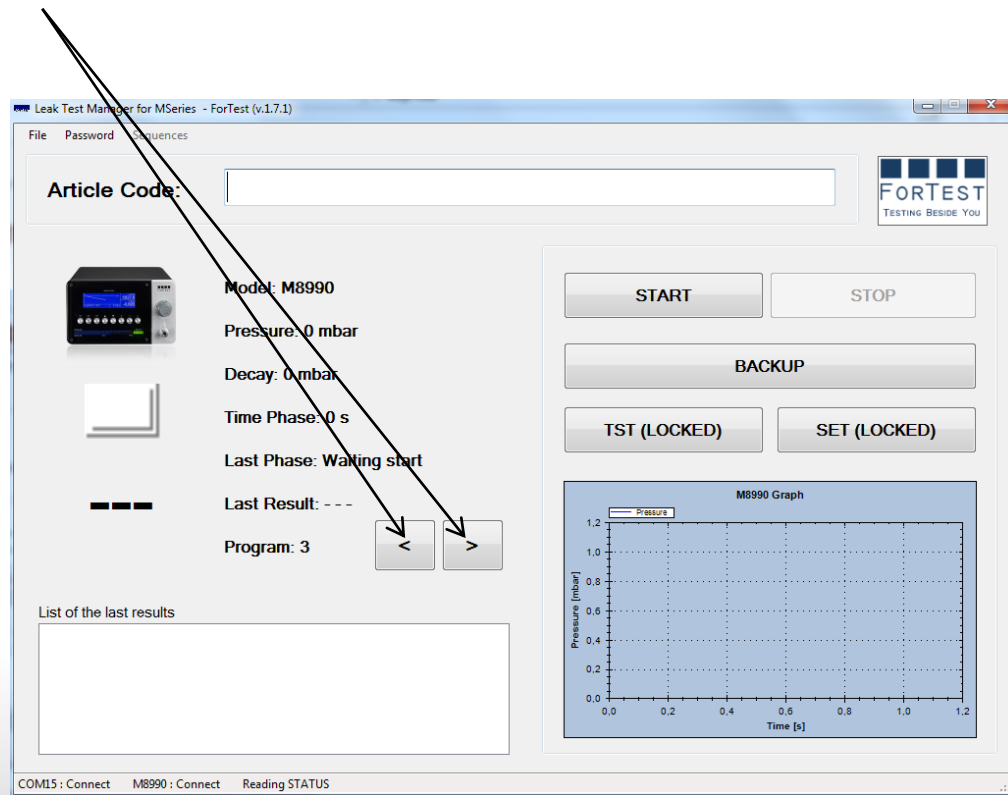 Leak Test Manager for MSeries - ForTest (v.1.7.1)
File Password Sequences
Article Code:
FORTEST
TESTING BESIDE YOU
Model: M8990
Pressure: 0 mbar
Decay: 0 mbar
Time Phase: 0 s
Last Phase: Waiting start
Last Result: - - -
Program: 3
<
>
START
STOP
BACKUP
TST (LOCKED)
SET (LOCKED)
M8990 Graph
Pressure
Pressure [mbar]
1,2
1,0
0,8
0,6
0,4
0,2
0,0
0,0 0,2 0,4 0,6 0,8 1,0 1,2
Time [s]
List of the last results
COM15 : Connect M8990 : Connect Reading STATUS